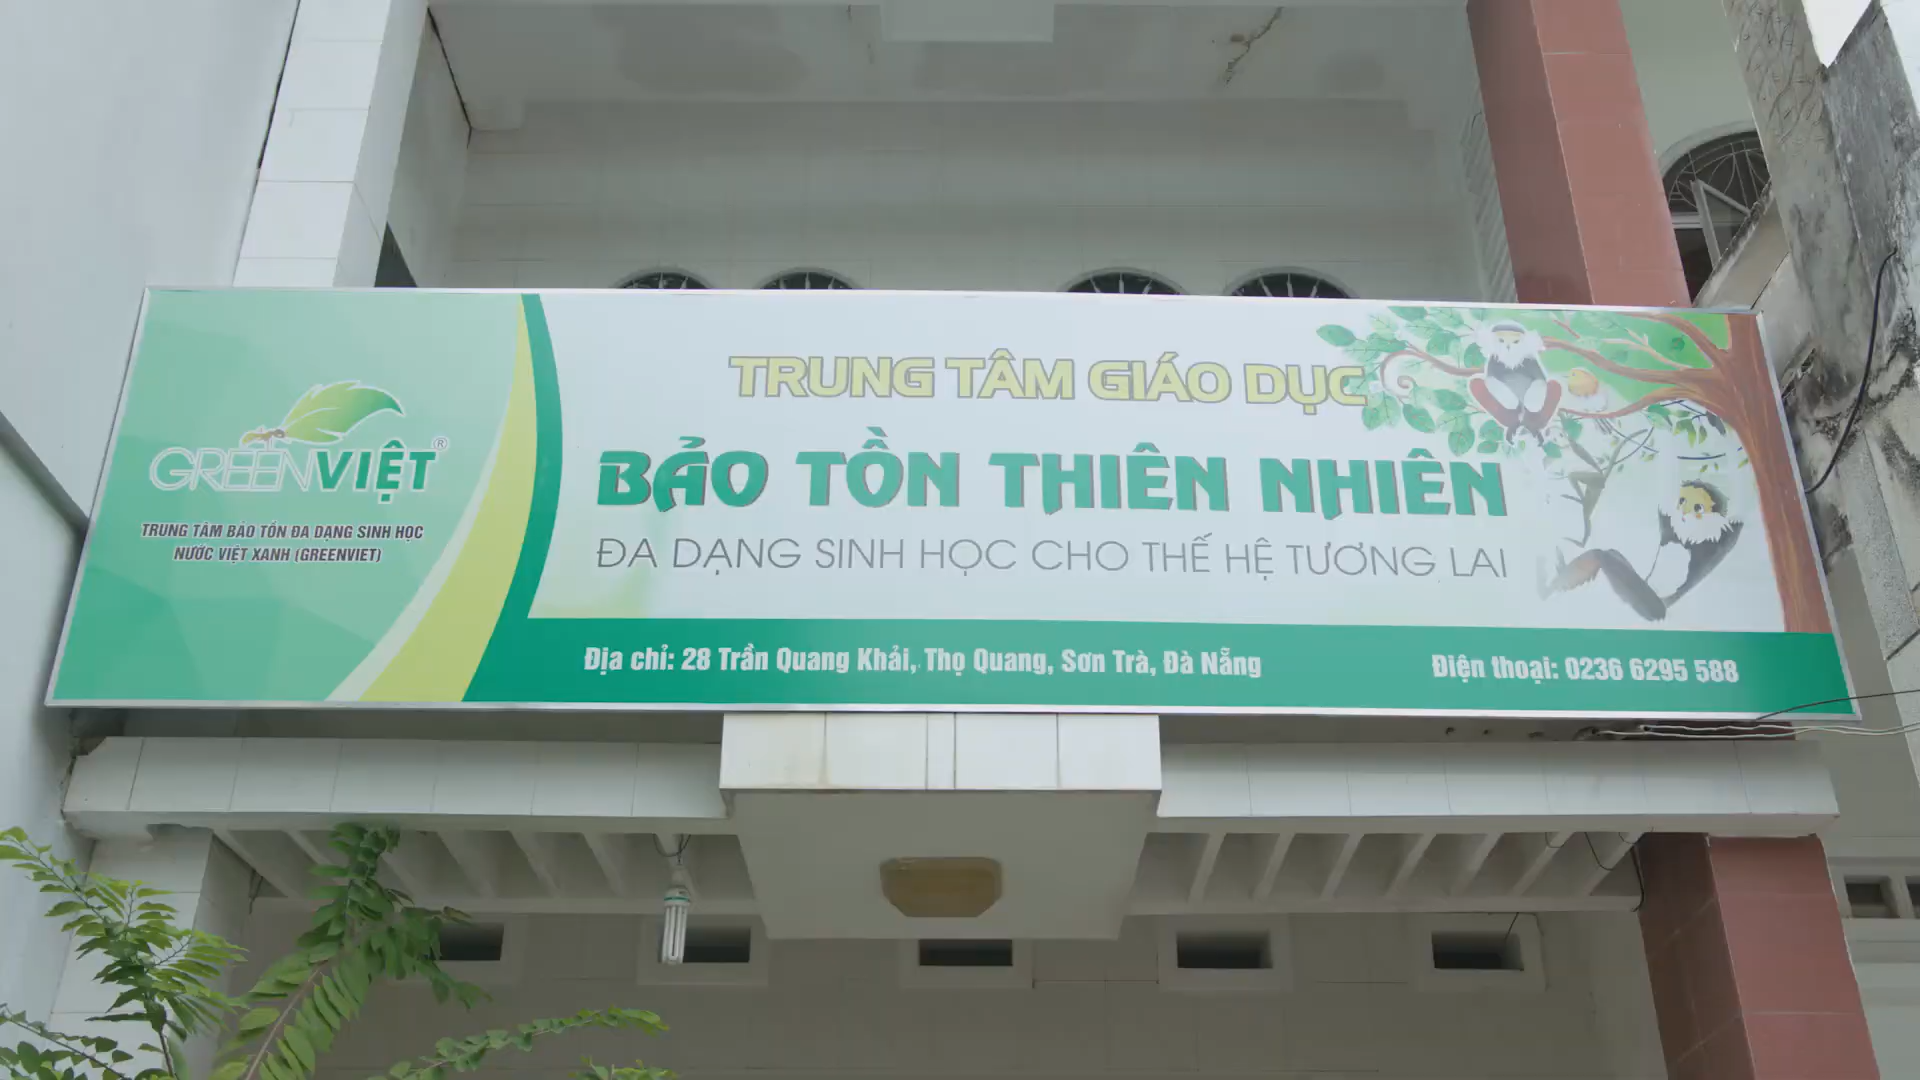 GREENVIỆT®
TRUNG TÂM BẢO TỒN ĐA DẠNG SINH HỌC
NƯỚC VIỆT XANH (GREENVIET)
TRUNG TÂM GIÁO DỤC
BẢO TỒN THIÊN NHIÊN
ĐA DẠNG SINH HỌC CHO THẾ HỆ TƯƠNG LAI
Địa chỉ: 28 Trần Quang Khải, Thọ Quang, Sơn Trà, Đà Nẵng
Điện thoại: 0236 6295 588